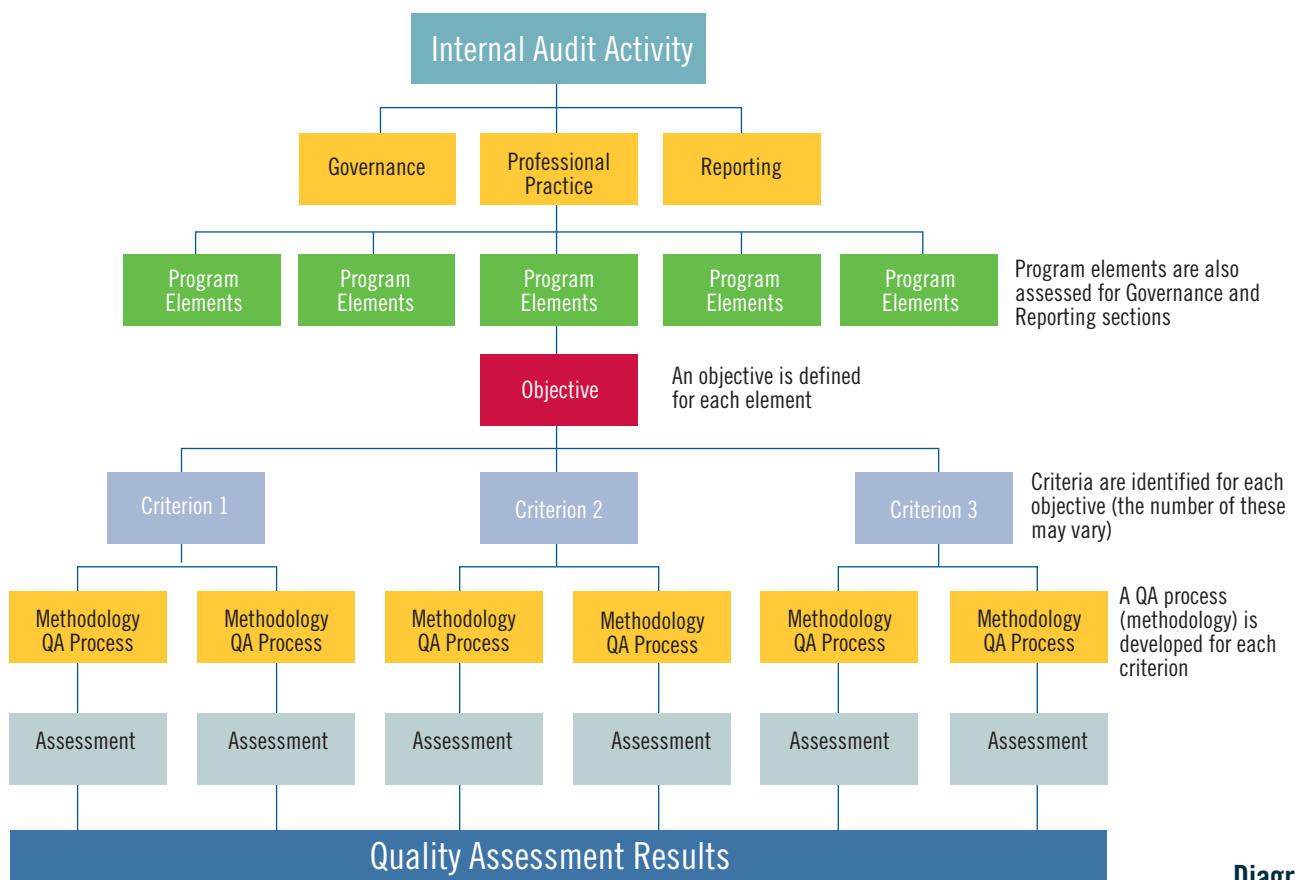 Internal Audit Activity
Governance
Professional
Practice
Reporting
Program
Elements
Program
Elements
Program
Elements
Program
Elements
Program
Elements
Program elements are also
assessed for Governance and
Reporting sections
Objective
An objective is defined
for each element
Criterion 1
Criterion 2
Criterion 3
Criteria are identified for each
objective (the number of these
may vary)
Methodology
QA Process
Methodology
QA Process
Methodology
QA Process
Methodology
QA Process
Methodology
QA Process
Methodology
QA Process
A QA process
(methodology) is
developed for each
criterion
Assessment
Assessment
Assessment
Assessment
Assessment
Assessment
Quality Assessment Results